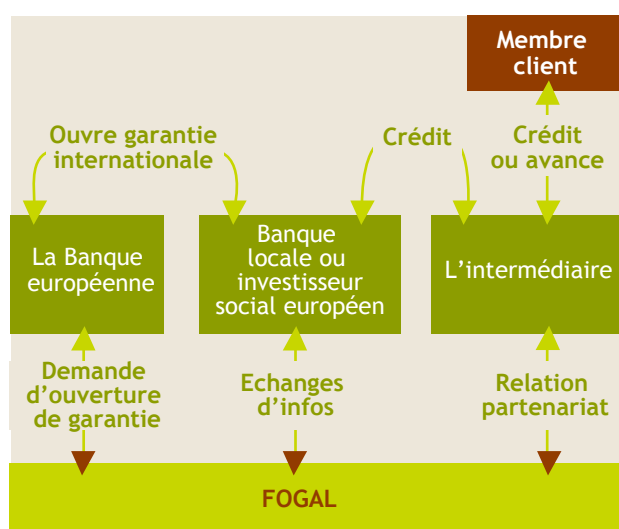 Membre
client
Ouvre garantie
internationale
Crédit
Crédit
ou avance
La Banque
européenne
Banque
locale ou
investisseur
social européen
L'intermédiaire
Demande
d'ouverture
de garantie
Echanges
d'infos
Relation
partenariat
FOGAL